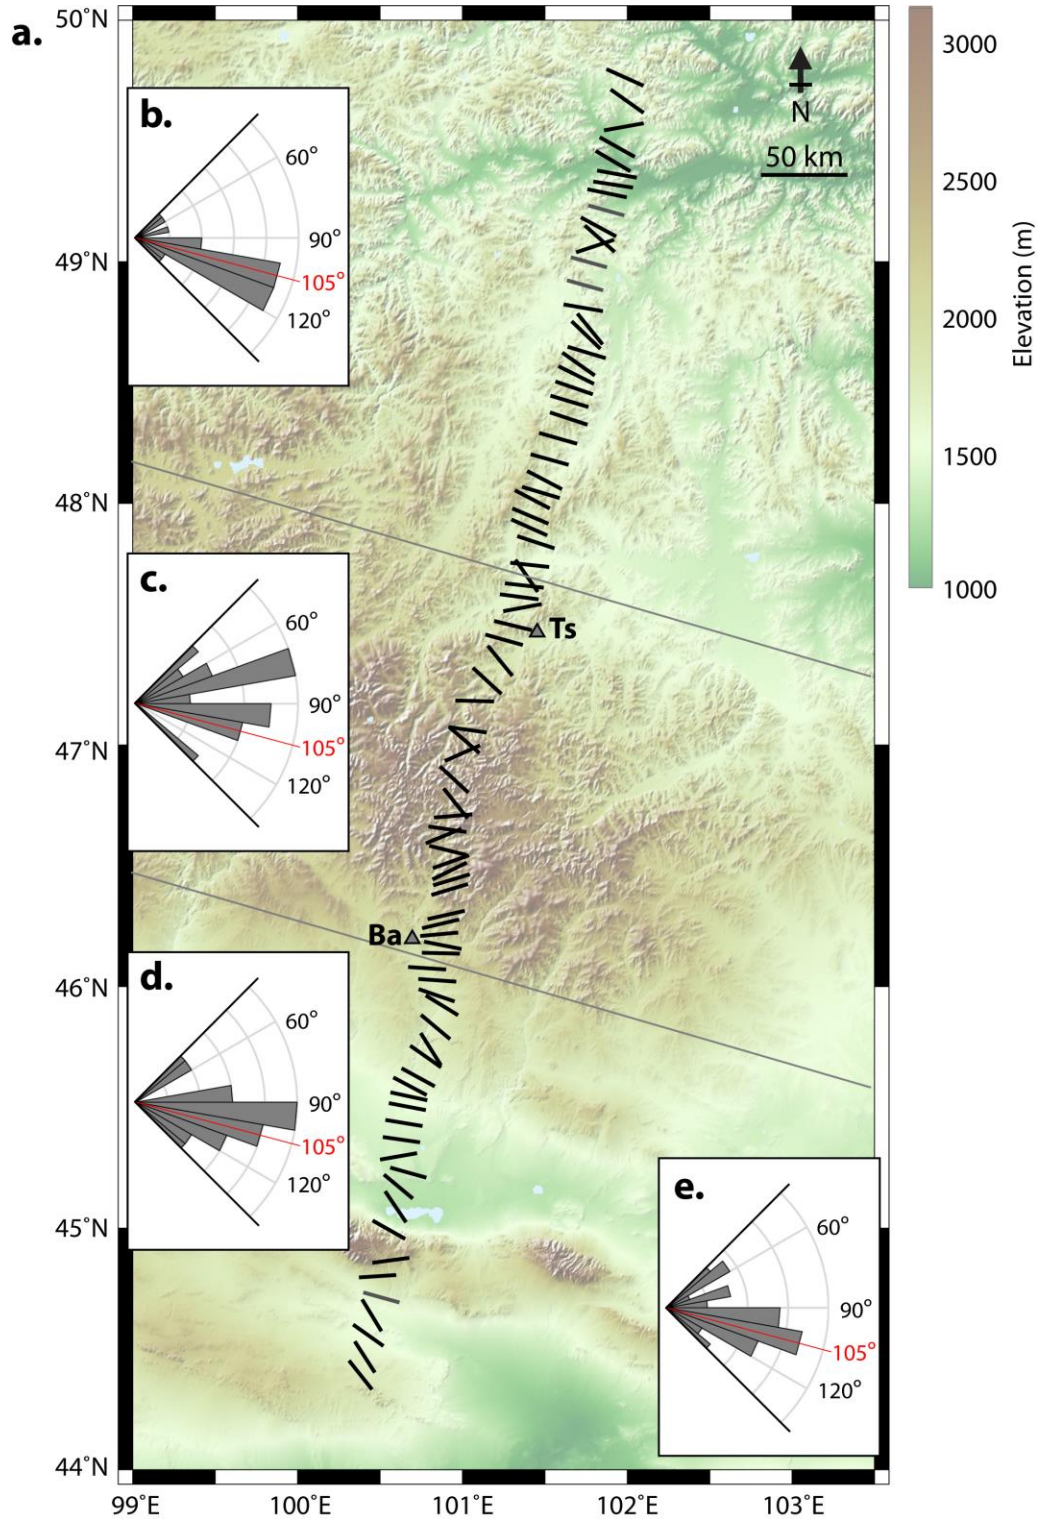 a.
50˚N
49˚N
48˚N
47˚N
46˚N
45˚N
44˚N
99˚E
100˚E
101˚E
102˚E
103˚E
N
50 km
3000
2500
2000
1500
1000
Elevation (m)
b.
60°
90°
105°
120°
c.
60°
90°
105°
120°
Ts
Ba
d.
60°
90°
105°
120°
e.
60°
90°
105°
120°